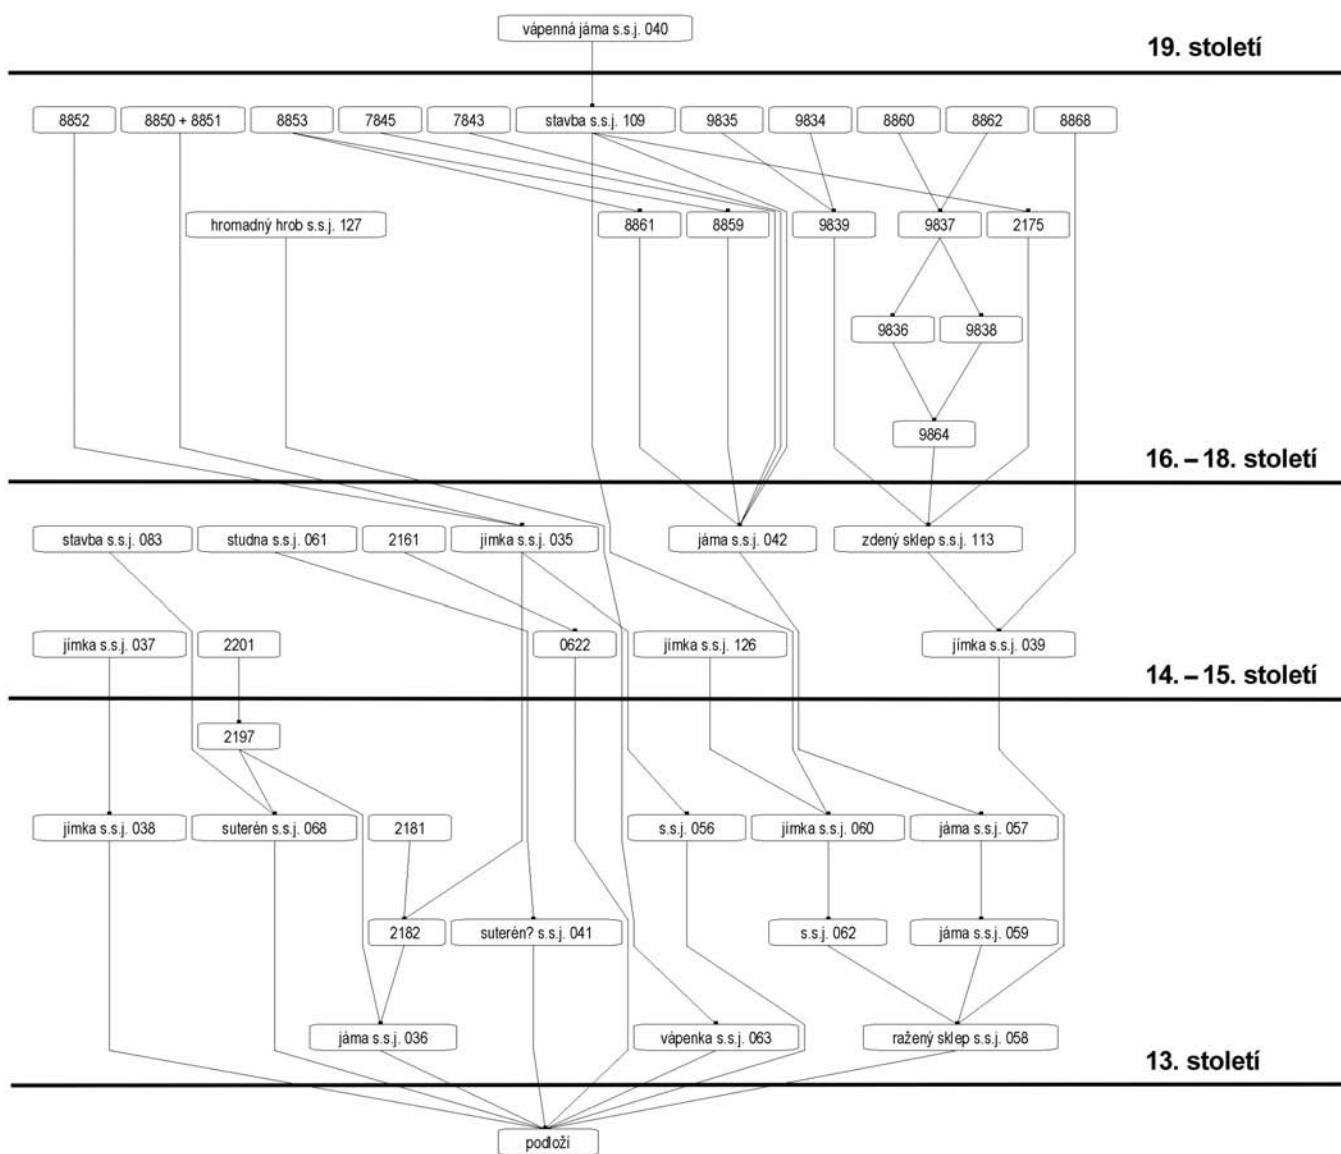 vápenná jáma s.s.j. 040
19. století
8852
8850 + 8851
8853
7845
7843
stavba s.s.j. 109
9835
9834
8860
8862
8868
hromadný hrob s.s.j. 127
8861
8859
9839
9837
2175
9836
9838
9864
16. – 18. století
stavba s.s.j. 083
studna s.s.j. 061
2161
jímka s.s.j. 035
jáma s.s.j. 042
zdený sklep s.s.j. 113
jímka s.s.j. 037
2201
0622
jímka s.s.j. 126
jímka s.s.j. 039
14. – 15. století
2197
jímka s.s.j. 038
suterén s.s.j. 068
2181
s.s.j. 056
jímka s.s.j. 060
jáma s.s.j. 057
2182
suterén? s.s.j. 041
s.s.j. 062
jáma s.s.j. 059
jáma s.s.j. 036
vápenka s.s.j. 063
ražený sklep s.s.j. 058
13. století
podloží